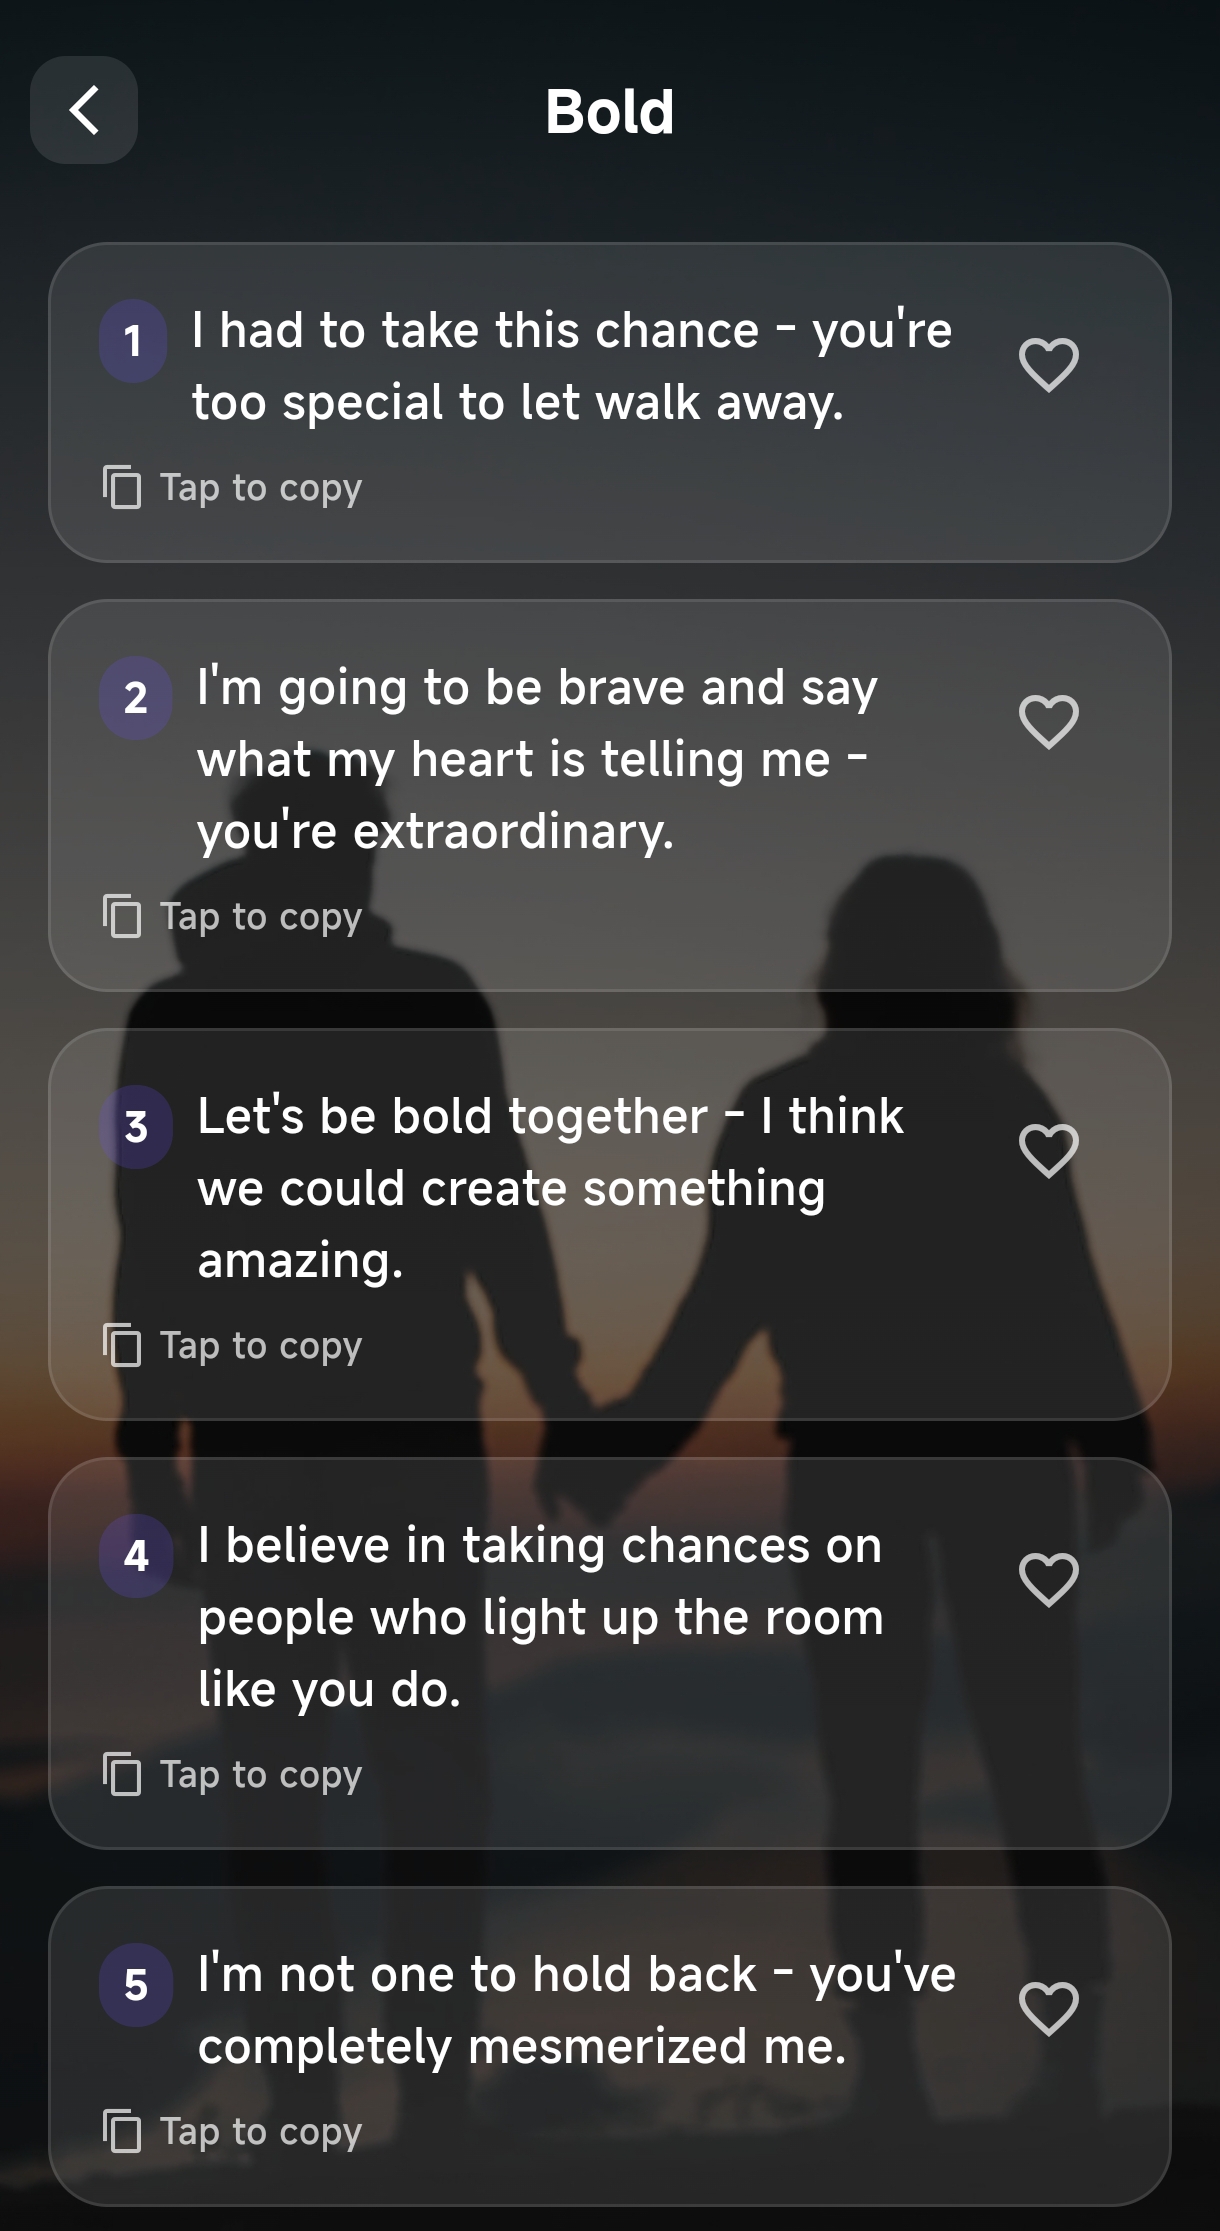 Bold
1
I had to take this chance - you're
too special to let walk away.
Tap to copy
2
I'm going to be brave and say
what my heart is telling me -
you're extraordinary.
Tap to copy
3
Let's be bold together - I think
we could create something
amazing.
Tap to copy
4
I believe in taking chances on
people who light up the room
like you do.
Tap to copy
5
I'm not one to hold back - you've
completely mesmerized me.
Tap to copy